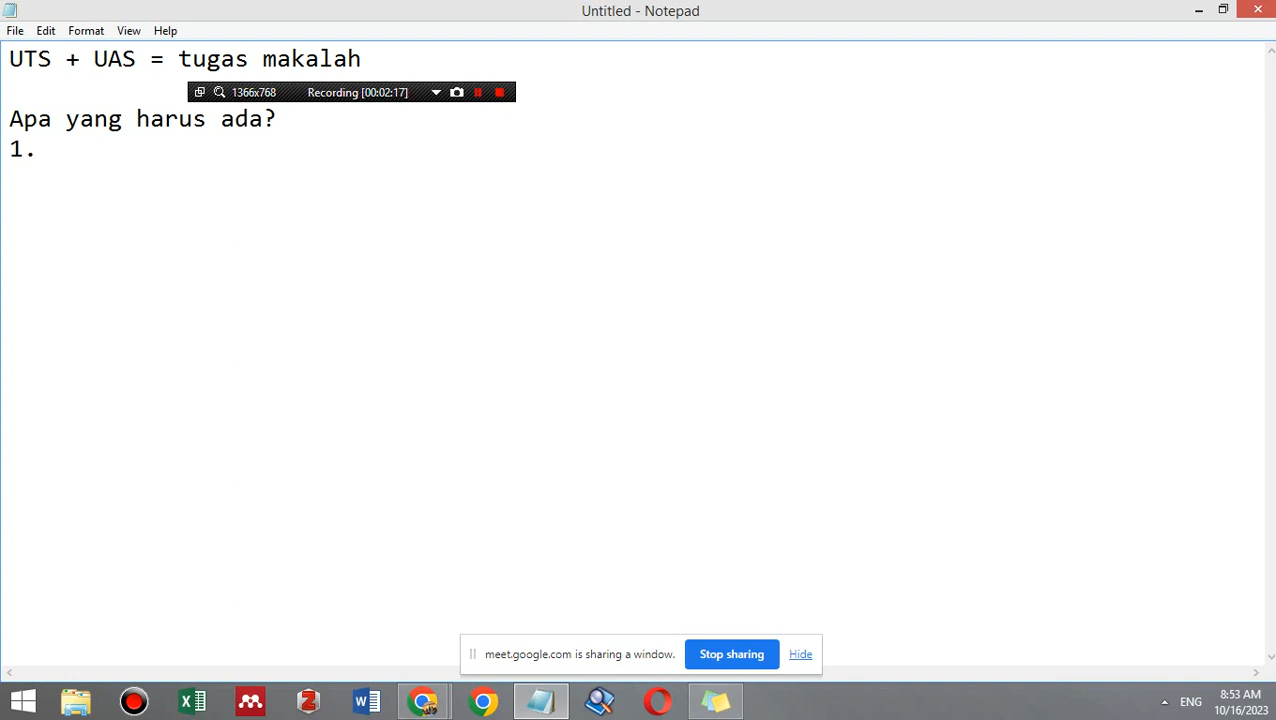 Untitled - Notepad
File Edit Format View Help
UTS + UAS = tugas makalah
1366x768 Recording [00:02:17]
Apa yang harus ada?
1.
meet.google.com is sharing a window. Stop sharing Hide
ENG
8:53 AM
10/16/2023